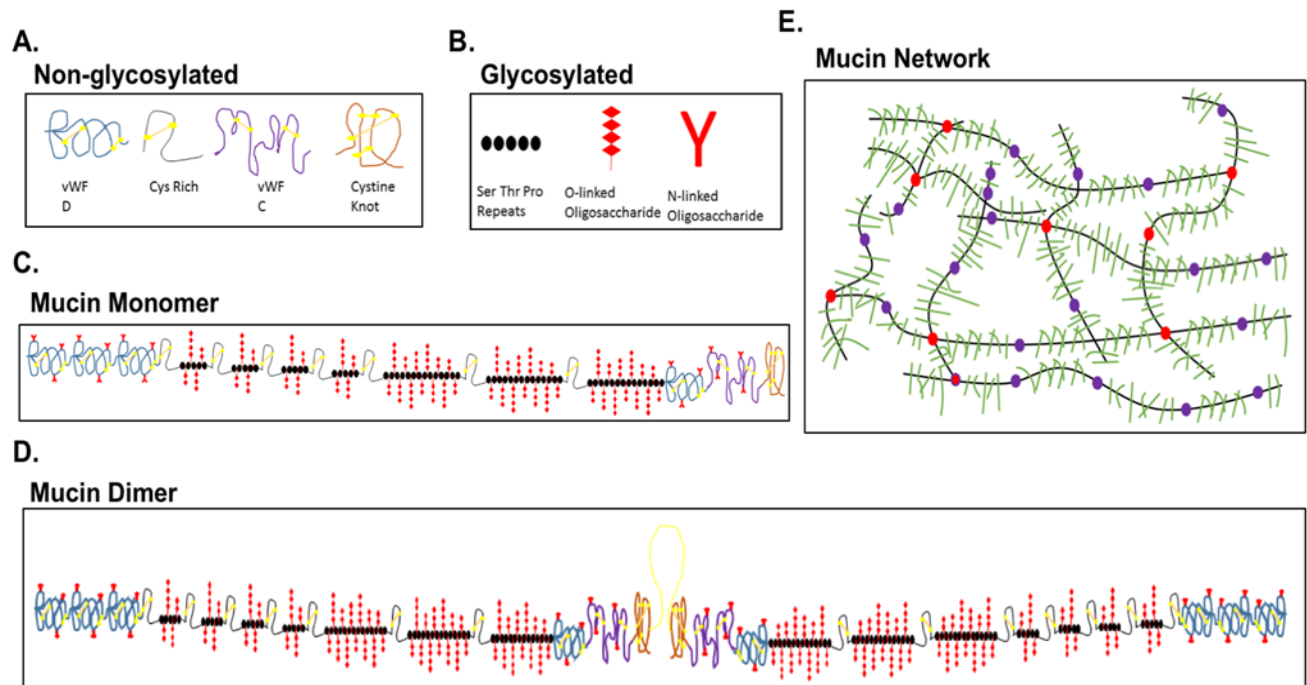 A.
Non-glycosylated
vWF
D
Cys Rich
vWF
C
Cystine
Knot
B.
Glycosylated
Ser Thr Pro
Repeats
O-linked
Oligosaccharide
N-linked
Oligosaccharide
C.
Mucin Monomer
D.
Mucin Dimer
E.
Mucin Network